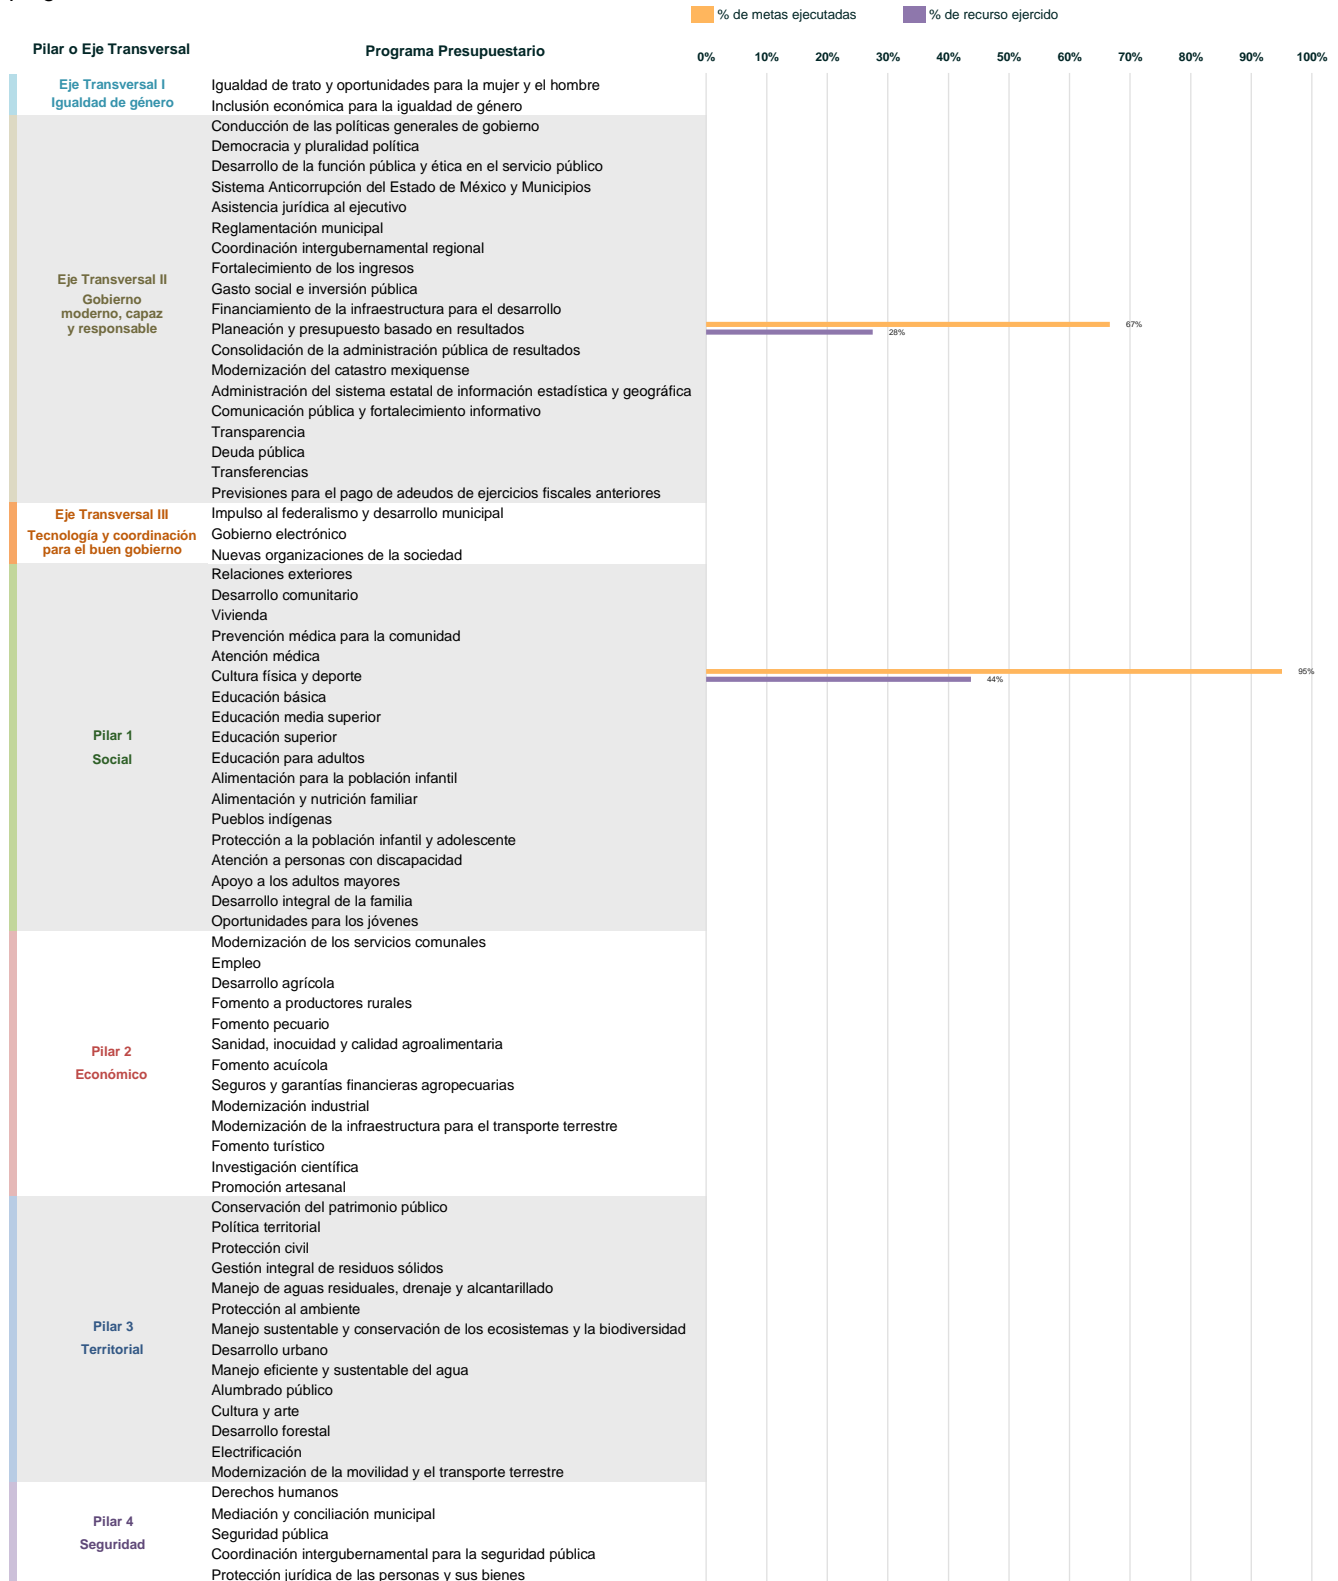 % de metas ejecutadas % de recurso ejercido
Pilar o Eje Transversal Programa Presupuestario 0% 10% 20% 30% 40% 50% 60% 70% 80% 90% 100%
Eje Transversal I
Igualdad de género
Igualdad de trato y oportunidades para la mujer y el hombre
Inclusión económica para la igualdad de género
Eje Transversal II
Gobierno
moderno, capaz
y responsable
Conducción de las políticas generales de gobierno
Democracia y pluralidad política
Desarrollo de la función pública y ética en el servicio público
Sistema Anticorrupción del Estado de México y Municipios
Asistencia jurídica al ejecutivo
Reglamentación municipal
Coordinación intergubernamental regional
Fortalecimiento de los ingresos
Gasto social e inversión pública
Financiamiento de la infraestructura para el desarrollo
Planeación y presupuesto basado en resultados
67%
28%
Consolidación de la administración pública de resultados
Modernización del catastro mexiquense
Administración del sistema estatal de información estadística y geográfica
Comunicación pública y fortalecimiento informativo
Transparencia
Deuda pública
Transferencias
Previsiones para el pago de adeudos de ejercicios fiscales anteriores
Eje Transversal III
Tecnología y coordinación
para el buen gobierno
Impulso al federalismo y desarrollo municipal
Gobierno electrónico
Nuevas organizaciones de la sociedad
Pilar 1
Social
Relaciones exteriores
Desarrollo comunitario
Vivienda
Prevención médica para la comunidad
Atención médica
Cultura física y deporte
95%
44%
Educación básica
Educación media superior
Educación superior
Educación para adultos
Alimentación para la población infantil
Alimentación y nutrición familiar
Pueblos indígenas
Protección a la población infantil y adolescente
Atención a personas con discapacidad
Apoyo a los adultos mayores
Desarrollo integral de la familia
Oportunidades para los jóvenes
Pilar 2
Económico
Modernización de los servicios comunales
Empleo
Desarrollo agrícola
Fomento a productores rurales
Fomento pecuario
Sanidad, inocuidad y calidad agroalimentaria
Fomento acuícola
Seguros y garantías financieras agropecuarias
Modernización industrial
Modernización de la infraestructura para el transporte terrestre
Fomento turístico
Investigación científica
Promoción artesanal
Pilar 3
Territorial
Conservación del patrimonio público
Política territorial
Protección civil
Gestión integral de residuos sólidos
Manejo de aguas residuales, drenaje y alcantarillado
Protección al ambiente
Manejo sustentable y conservación de los ecosistemas y la biodiversidad
Desarrollo urbano
Manejo eficiente y sustentable del agua
Alumbrado público
Cultura y arte
Desarrollo forestal
Electrificación
Modernización de la movilidad y el transporte terrestre
Pilar 4
Seguridad
Derechos humanos
Mediación y conciliación municipal
Seguridad pública
Coordinación intergubernamental para la seguridad pública
Protección jurídica de las personas y sus bienes